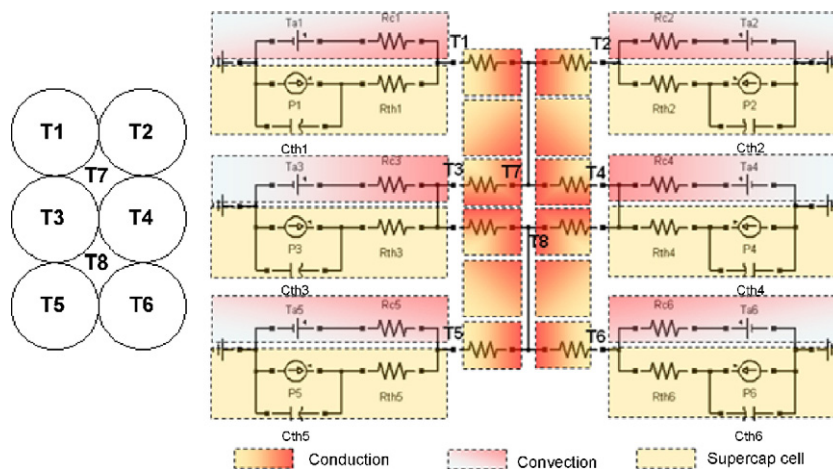 T1 T2
T7
T3 T4
T8
T5 T6
Ta1 Rc1
T1
P1 Rth1
Cth1
T2
Rc2 Ta2
Rth2 P2
Cth2
Ta3 Rc3
T3
T7
P3 Rth3
Cth3
T4
Rc4 Ta4
T8
Rth4 P4
Cth4
Ta5 Rc5
T5
P5 Rth5
Cth5
T6
Rc6 Ta6
Rth6 P6
Cth6
Conduction
Convection
Supercap cell